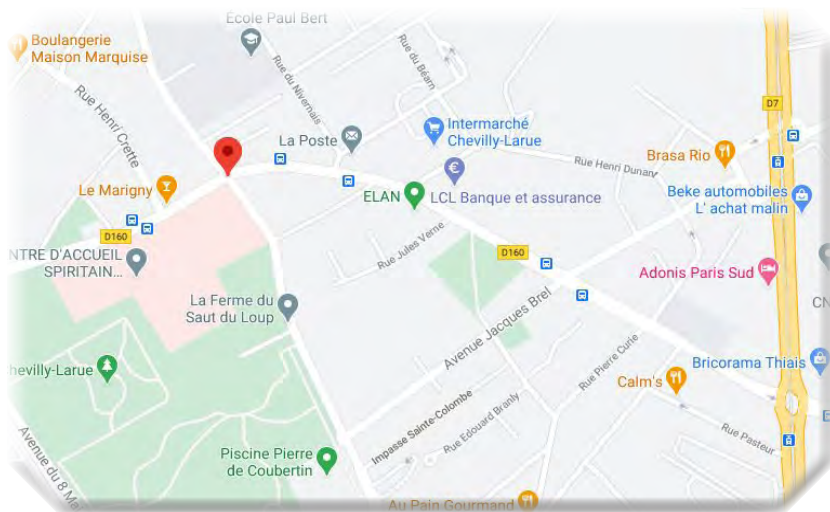 École Paul Bert
Boulangerie
Maison Marquise
Rue du Béarn
Rue du Nivernais
D7
Rue Henri Crette
La Poste
Intermarché
Chevilly-Larue
Rue Henri Dunant
Brasa Rio
Le Marigny
ELAN
€
LCL Banque et assurance
Beke automobiles
L' achat malin
D160
NTRE D'ACCUEIL
SPIRITAIN...
Rue Jules Verne
D160
Adonis Paris Sud
CN
La Ferme du
Saut du Loup
Avenue Jacques Brel
hevilly-Larue
Rue Pierre Curie
Bricorama Thiais
Calm's
Impasse Sainte-Colombe
Rue Edouard Branly
Rue Pasteur
Avenue du 8 Ma
Piscine Pierre
de Coubertin
Au Pain Gourmand